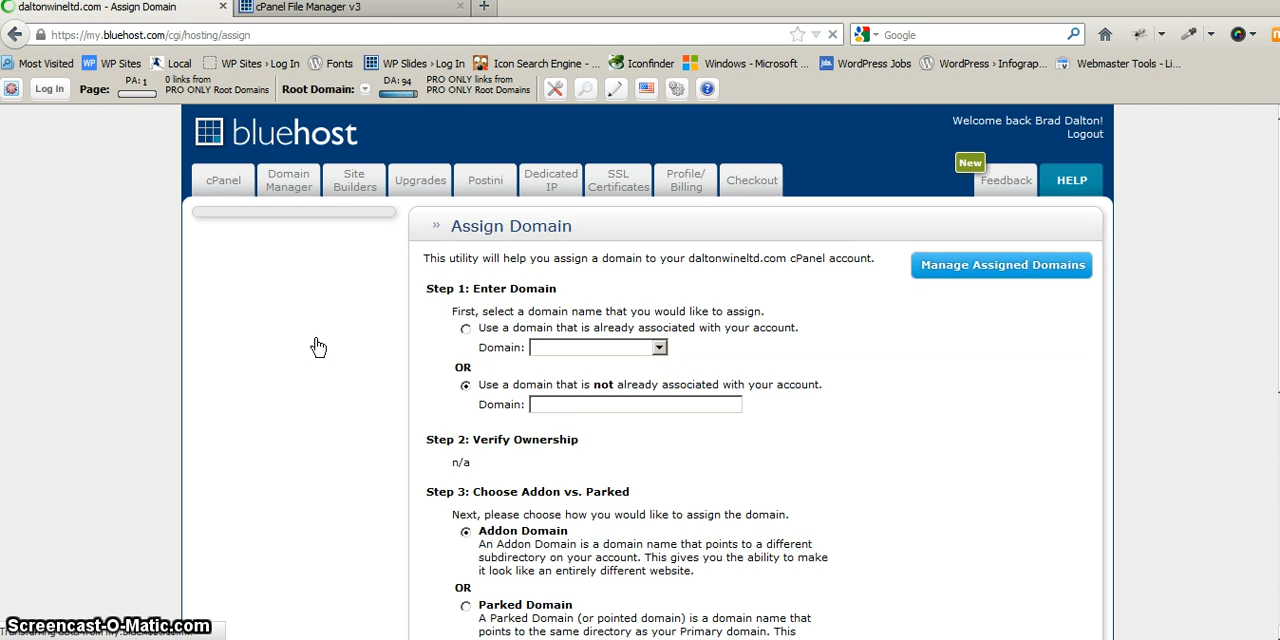 daltonwineltd.com - Assign Domain × cPanel File Manager v3 × +
https://my.bluehost.com/cgi/hosting/assign Google
Most Visited WP Sites Local WP Sites › Log In Fonts WP Slides › Log In Icon Search Engine - ... Iconfinder Windows - Microsoft ... WordPress Jobs WordPress › Infograp... Webmaster Tools - Li...
Log In Page: PA: 1 0 links from Root Domain: DA: 94 PRO ONLY links from
PRO ONLY Root Domains PRO ONLY Root Domains
bluehost
Welcome back Brad Dalton!
Logout
New
cPanel Domain Manager Site Builders Upgrades Postini Dedicated IP SSL Certificates Profile/ Billing Checkout Feedback HELP
» Assign Domain
This utility will help you assign a domain to your daltonwineltd.com cPanel account.
Manage Assigned Domains
Step 1: Enter Domain
First, select a domain name that you would like to assign.
Use a domain that is already associated with your account.
Domain:
OR
Use a domain that is not already associated with your account.
Domain:
Step 2: Verify Ownership
n/a
Step 3: Choose Addon vs. Parked
Next, please choose how you would like to assign the domain.
Addon Domain
An Addon Domain is a domain name that points to a different
subdirectory on your account. This gives you the ability to make
it look like an entirely different website.
OR
Parked Domain
A Parked Domain (or pointed domain) is a domain name that
points to the same directory as your Primary domain. This
Screencast-O-Matic.com